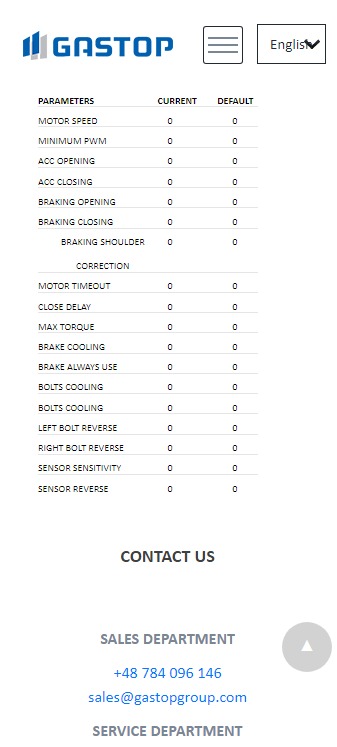 GASTOP
English
PARAMETERS CURRENT DEFAULT
MOTOR SPEED 0 0
MINIMUM PWM 0 0
ACC OPENING 0 0
ACC CLOSING 0 0
BRAKING OPENING 0 0
BRAKING CLOSING 0 0
BRAKING SHOULDER 0 0
CORRECTION
MOTOR TIMEOUT 0 0
CLOSE DELAY 0 0
MAX TORQUE 0 0
BRAKE COOLING 0 0
BRAKE ALWAYS USE 0 0
BOLTS COOLING 0 0
BOLTS COOLING 0 0
LEFT BOLT REVERSE 0 0
RIGHT BOLT REVERSE 0 0
SENSOR SENSITIVITY 0 0
SENSOR REVERSE 0 0
CONTACT US
SALES DEPARTMENT
+48 784 096 146
sales@gastopgroup.com
SERVICE DEPARTMENT